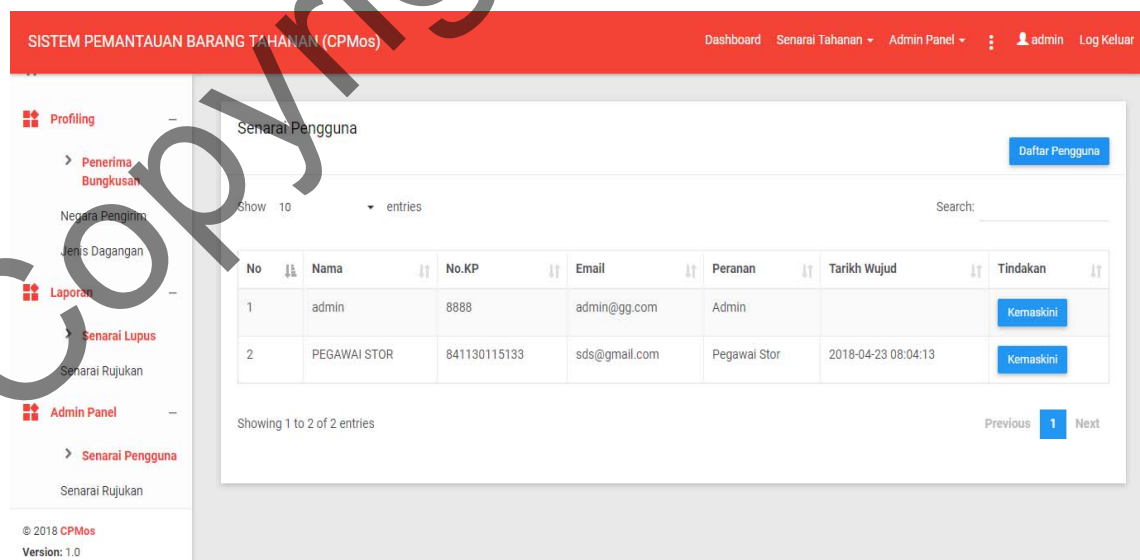 SISTEM PEMANTAUAN BARANG TAHANAN (CPMos)
Dashboard Senarai Tahanan Admin Panel admin Log Keluar
Profiling
Penerima
Bungkusan
Negara Pengirim
Jenis Dagangan
Laporan
Senarai Lupus
Senarai Rujukan
Admin Panel
Senarai Pengguna
Senarai Rujukan
© 2018 CPMos
Version: 1.0
Senarai Pengguna
Daftar Pengguna
Show 10 entries Search:
No Nama No.KP Email Peranan Tarikh Wujud Tindakan
1 admin 8888 admin@gg.com Admin Kemaskini
2 PEGAWAI STOR 841130115133 sds@gmail.com Pegawai Stor 2018-04-23 08:04:13 Kemaskini
Showing 1 to 2 of 2 entries Previous 1 Next
Copyrig